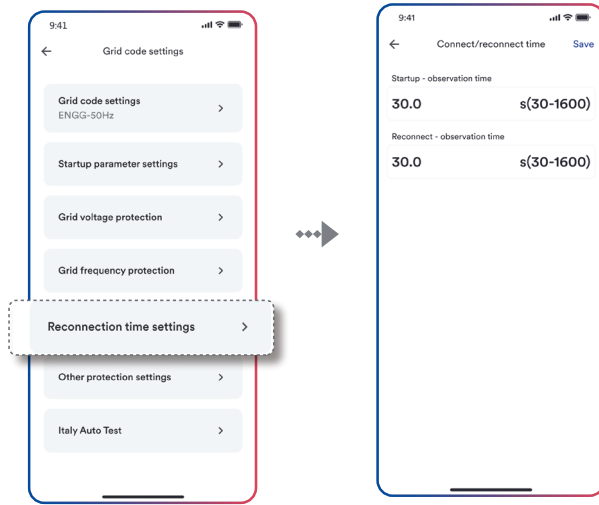 9:41
Grid code settings
Grid code settings
ENGG-50Hz
Startup parameter settings
Grid voltage protection
Grid frequency protection
Reconnection time settings
Other protection settings
Italy Auto Test
9:41
Connect/reconnect time Save
Startup - observation time
30.0 s(30-1600)
Reconnect - observation time
30.0 s(30-1600)